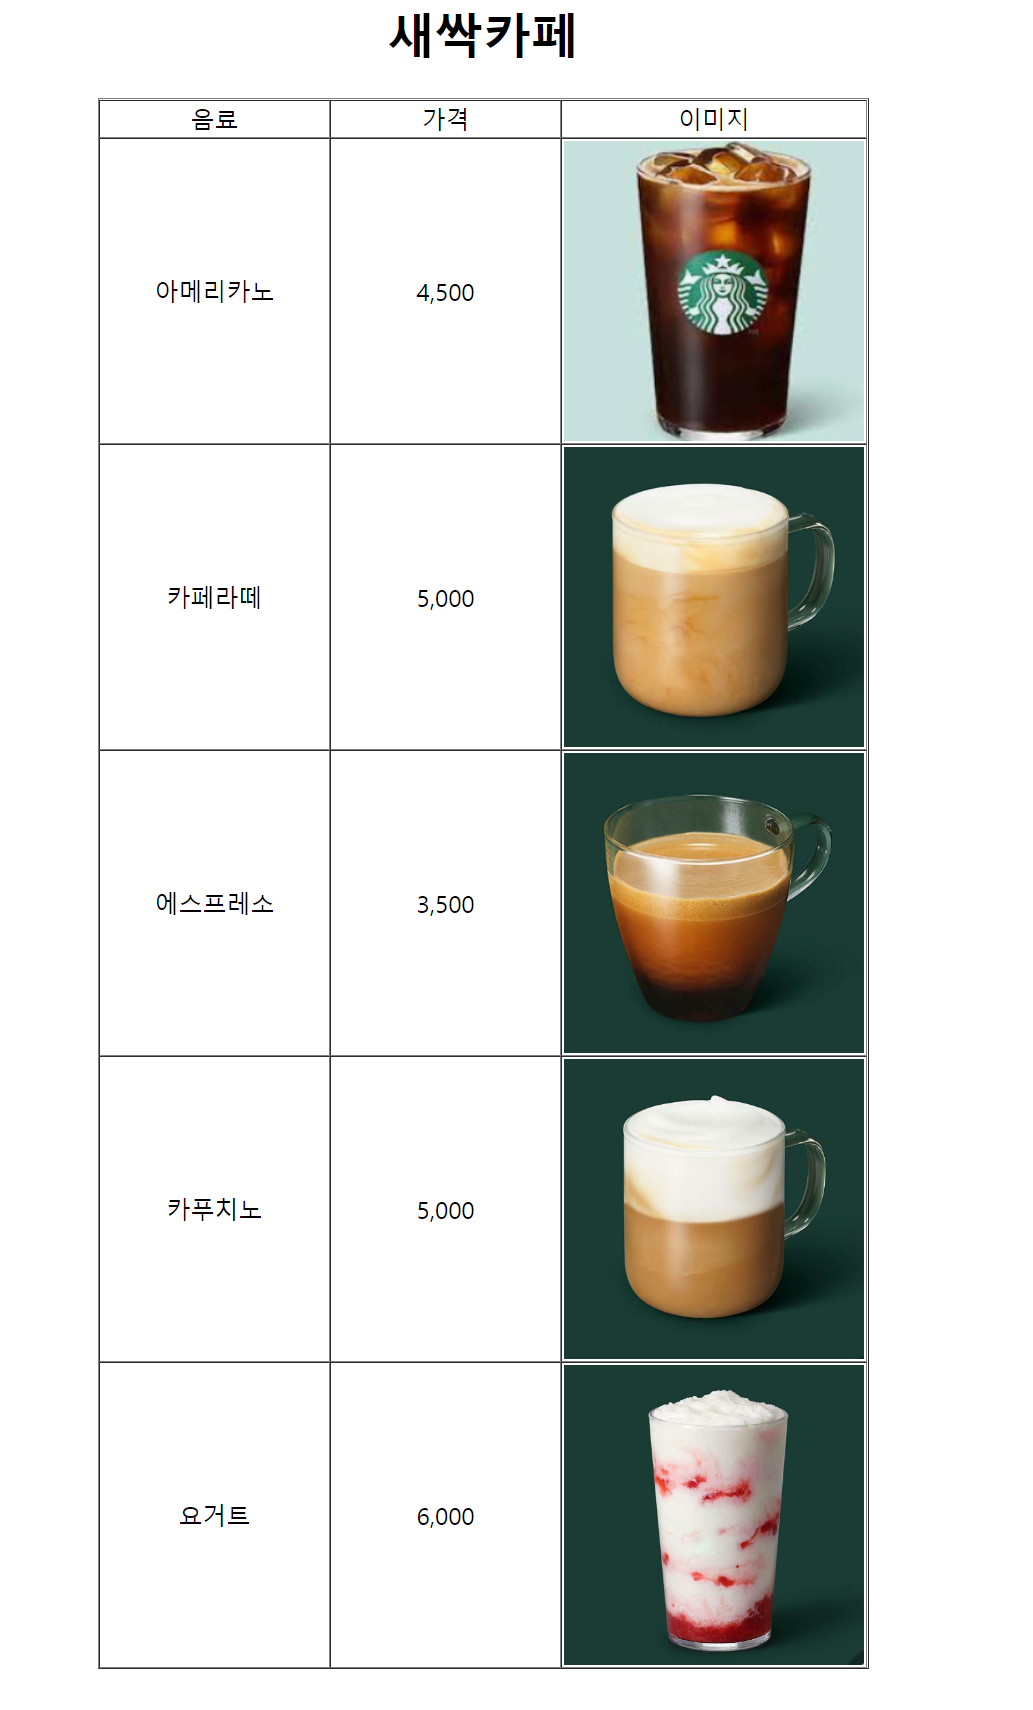 새싹카페
음료 가격 이미지
아메리카노 4,500
카페라떼 5,000
에스프레소 3,500
카푸치노 5,000
요거트 6,000